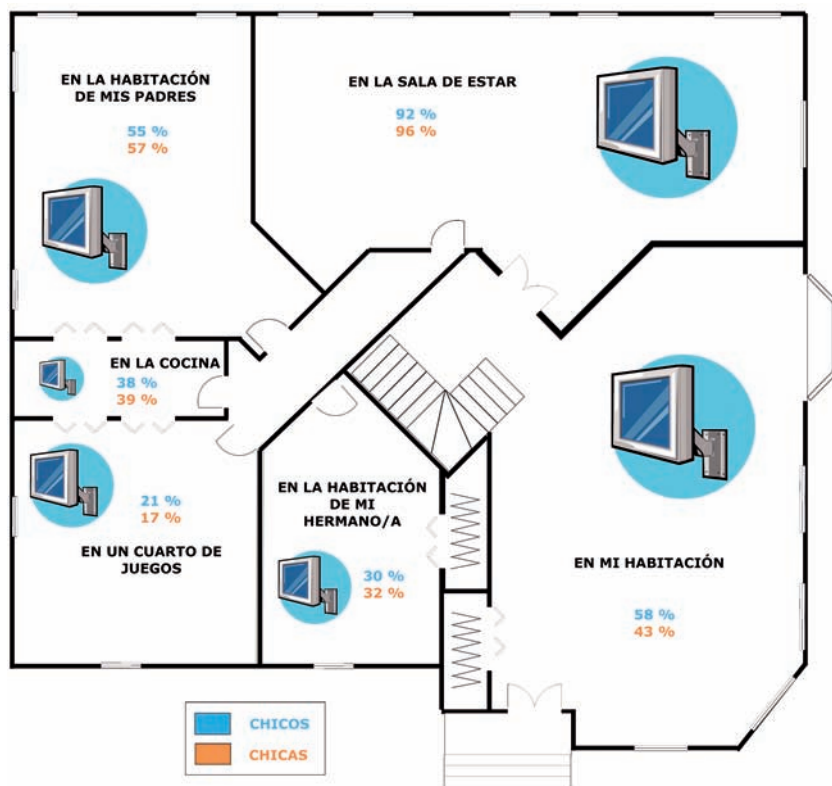 EN LA HABITACIÓN
DE MIS PADRES
55 %
57 %
EN LA SALA DE ESTAR
92 %
96 %
EN LA COCINA
38 %
39 %
21 %
17 %
EN UN CUARTO DE
JUEGOS
EN LA HABITACIÓN
DE MI
HERMANO/A
30 %
32 %
EN MI HABITACIÓN
58 %
43 %
CHICOS
CHICAS